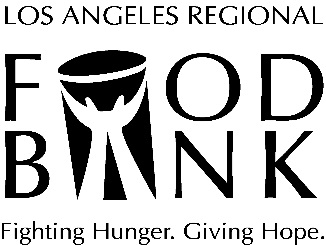 LOS ANGELES REGIONAL
FOOD
BANK
Fighting Hunger. Giving Hope.